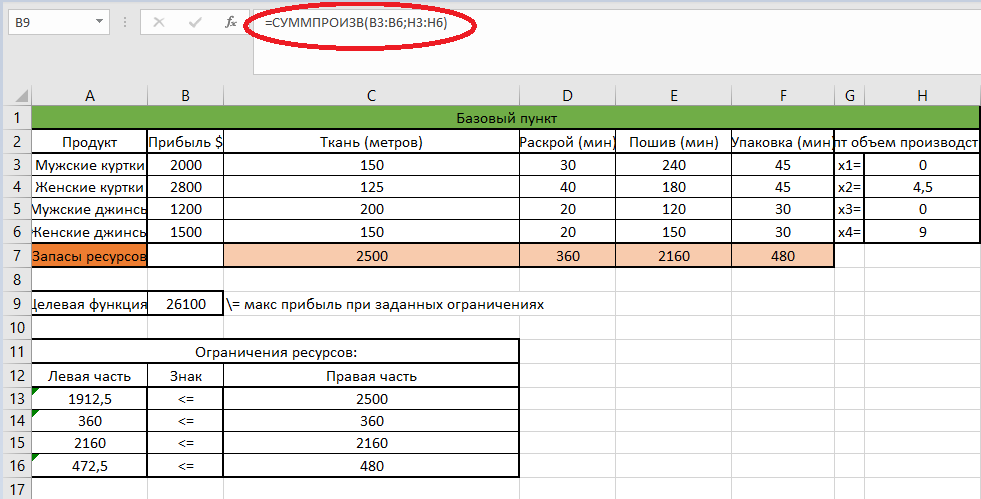 B9 fx =СУММПРОИЗВ(B3:B6;H3:H6)
A B C D E F G H
1 Базовый пункт
2 Продукт Прибыль $ Ткань (метров) Раскрой (мин) Пошив (мин) Упаковка (мин) пт объем производст
3 Мужские куртки 2000 150 30 240 45 x1= 0
4 Женские куртки 2800 125 40 180 45 x2= 4,5
5 Мужские джинсы 1200 200 20 120 30 x3= 0
6 Женские джинсы 1500 150 20 150 30 x4= 9
7 Запасы ресурсов 2500 360 2160 480
8
9 Целевая функция 26100 \= макс прибыль при заданных ограничениях
10
11 Ограничения ресурсов:
12 Левая часть Знак Правая часть
13 1912,5 <= 2500
14 360 <= 360
15 2160 <= 2160
16 472,5 <= 480
17